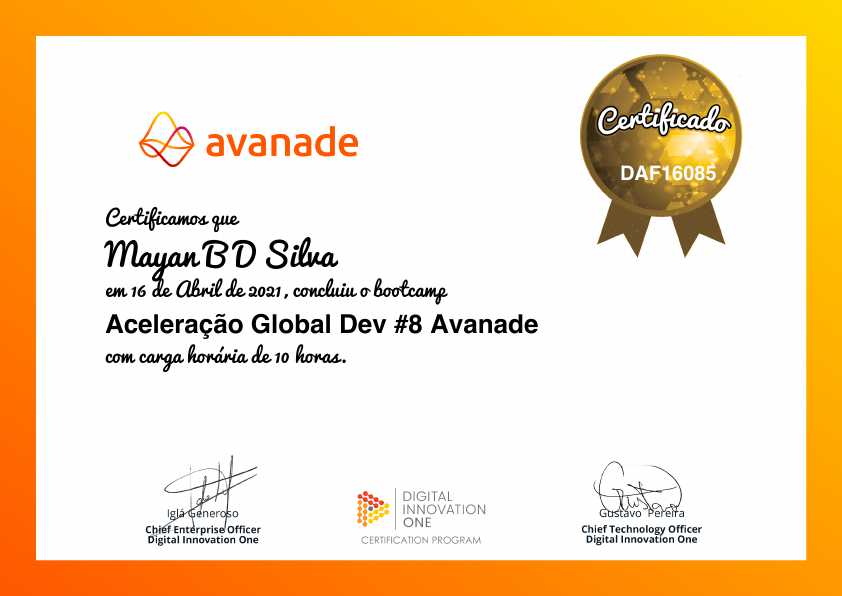 avanade
Certificado
DAF16085
Certificamos que
MayanBD Silva
em 16 de Abril de 2021, concluiu o bootcamp
Aceleração Global Dev #8 Avanade
com carga horária de 10 horas.
Iglá Generoso
Chief Enterprise Officer
Digital Innovation One
DIGITAL
INNOVATION
ONE
CERTIFICATION PROGRAM
Gustavo Pereira
Chief Technology Officer
Digital Innovation One